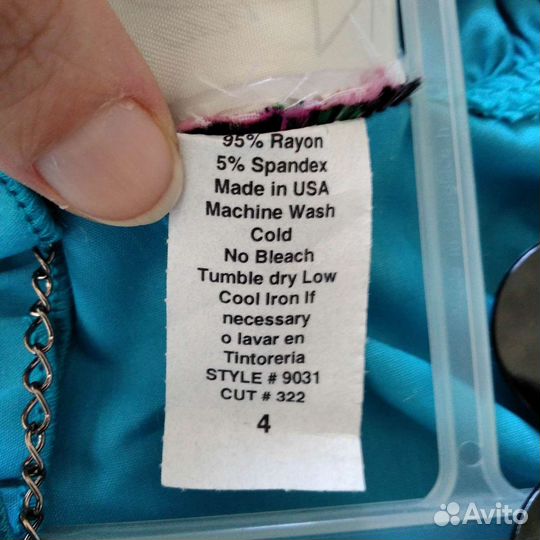 95% Rayon
5% Spandex
Made in USA
Machine Wash
Cold
No Bleach
Tumble dry Low
Cool Iron If
necessary
o lavar en
Tintoreria
STYLE # 9031
CUT # 322
4
Avito